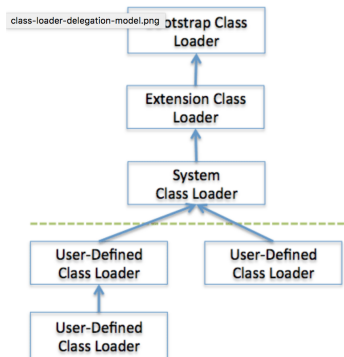 class-loader-delegation-model.png
Class
Loader
Extension Class
Loader
System
Class Loader
User-Defined
Class Loader
User-Defined
Class Loader
User-Defined
Class Loader